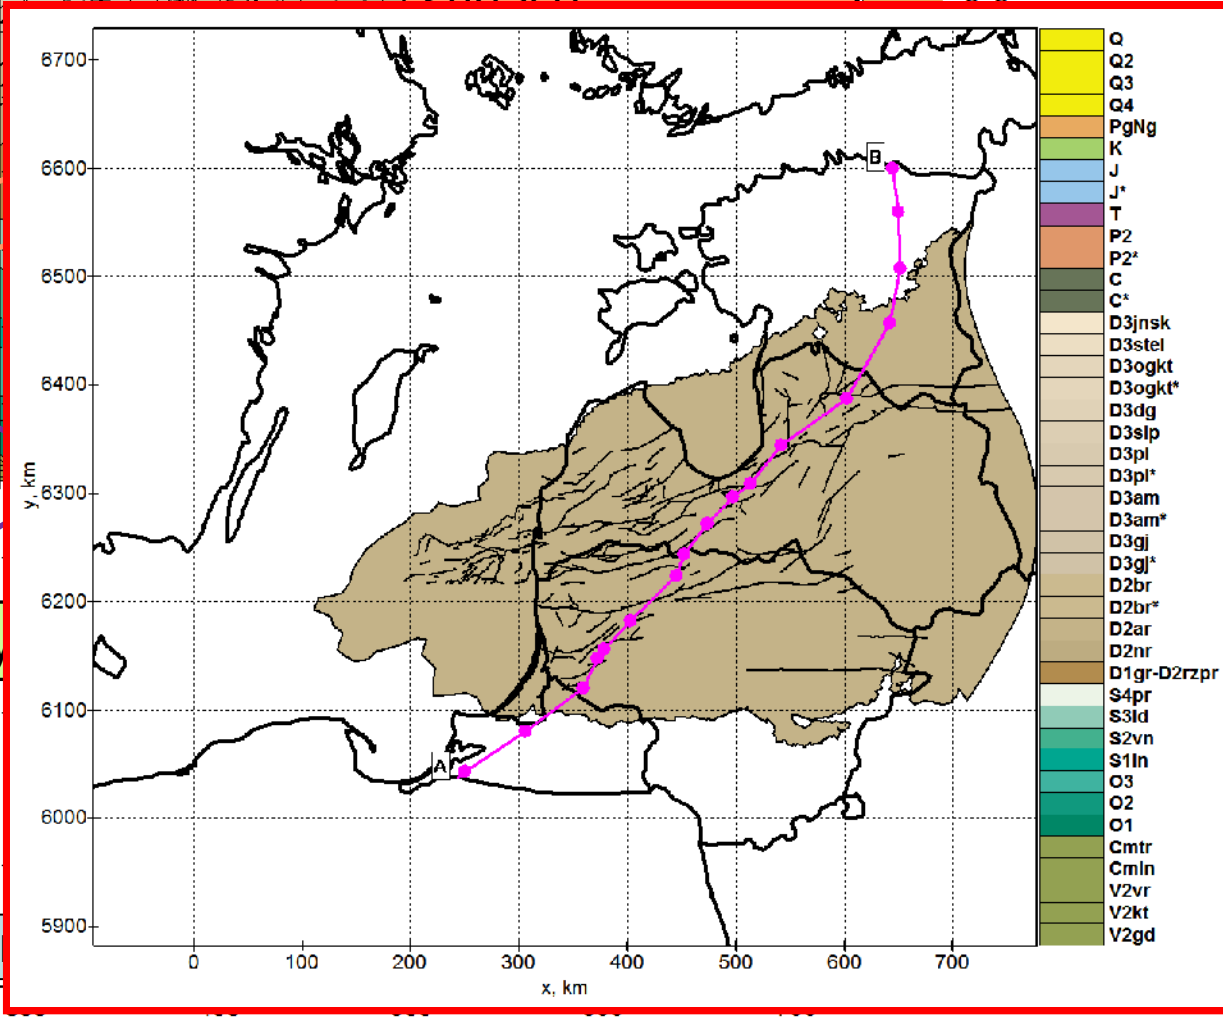 6700
6600
6500
6400
6300
6200
6100
6000
5900
y, km
0
100
200
300
400
500
600
700
x, km
A
B
Q
Q2
Q3
Q4
PgNg
K
J
J*
T
P2
P2*
C
C*
D3jnsk
D3stel
D3ogkt
D3ogkt*
D3dg
D3slp
D3pl
D3pl*
D3am
D3am*
D3gj
D3gj*
D2br
D2br*
D2ar
D2nr
D1gr-D2rzpr
S4pr
S3ld
S2vn
S1ln
O3
O2
O1
Cmtr
Cmln
V2vr
V2kt
V2gd